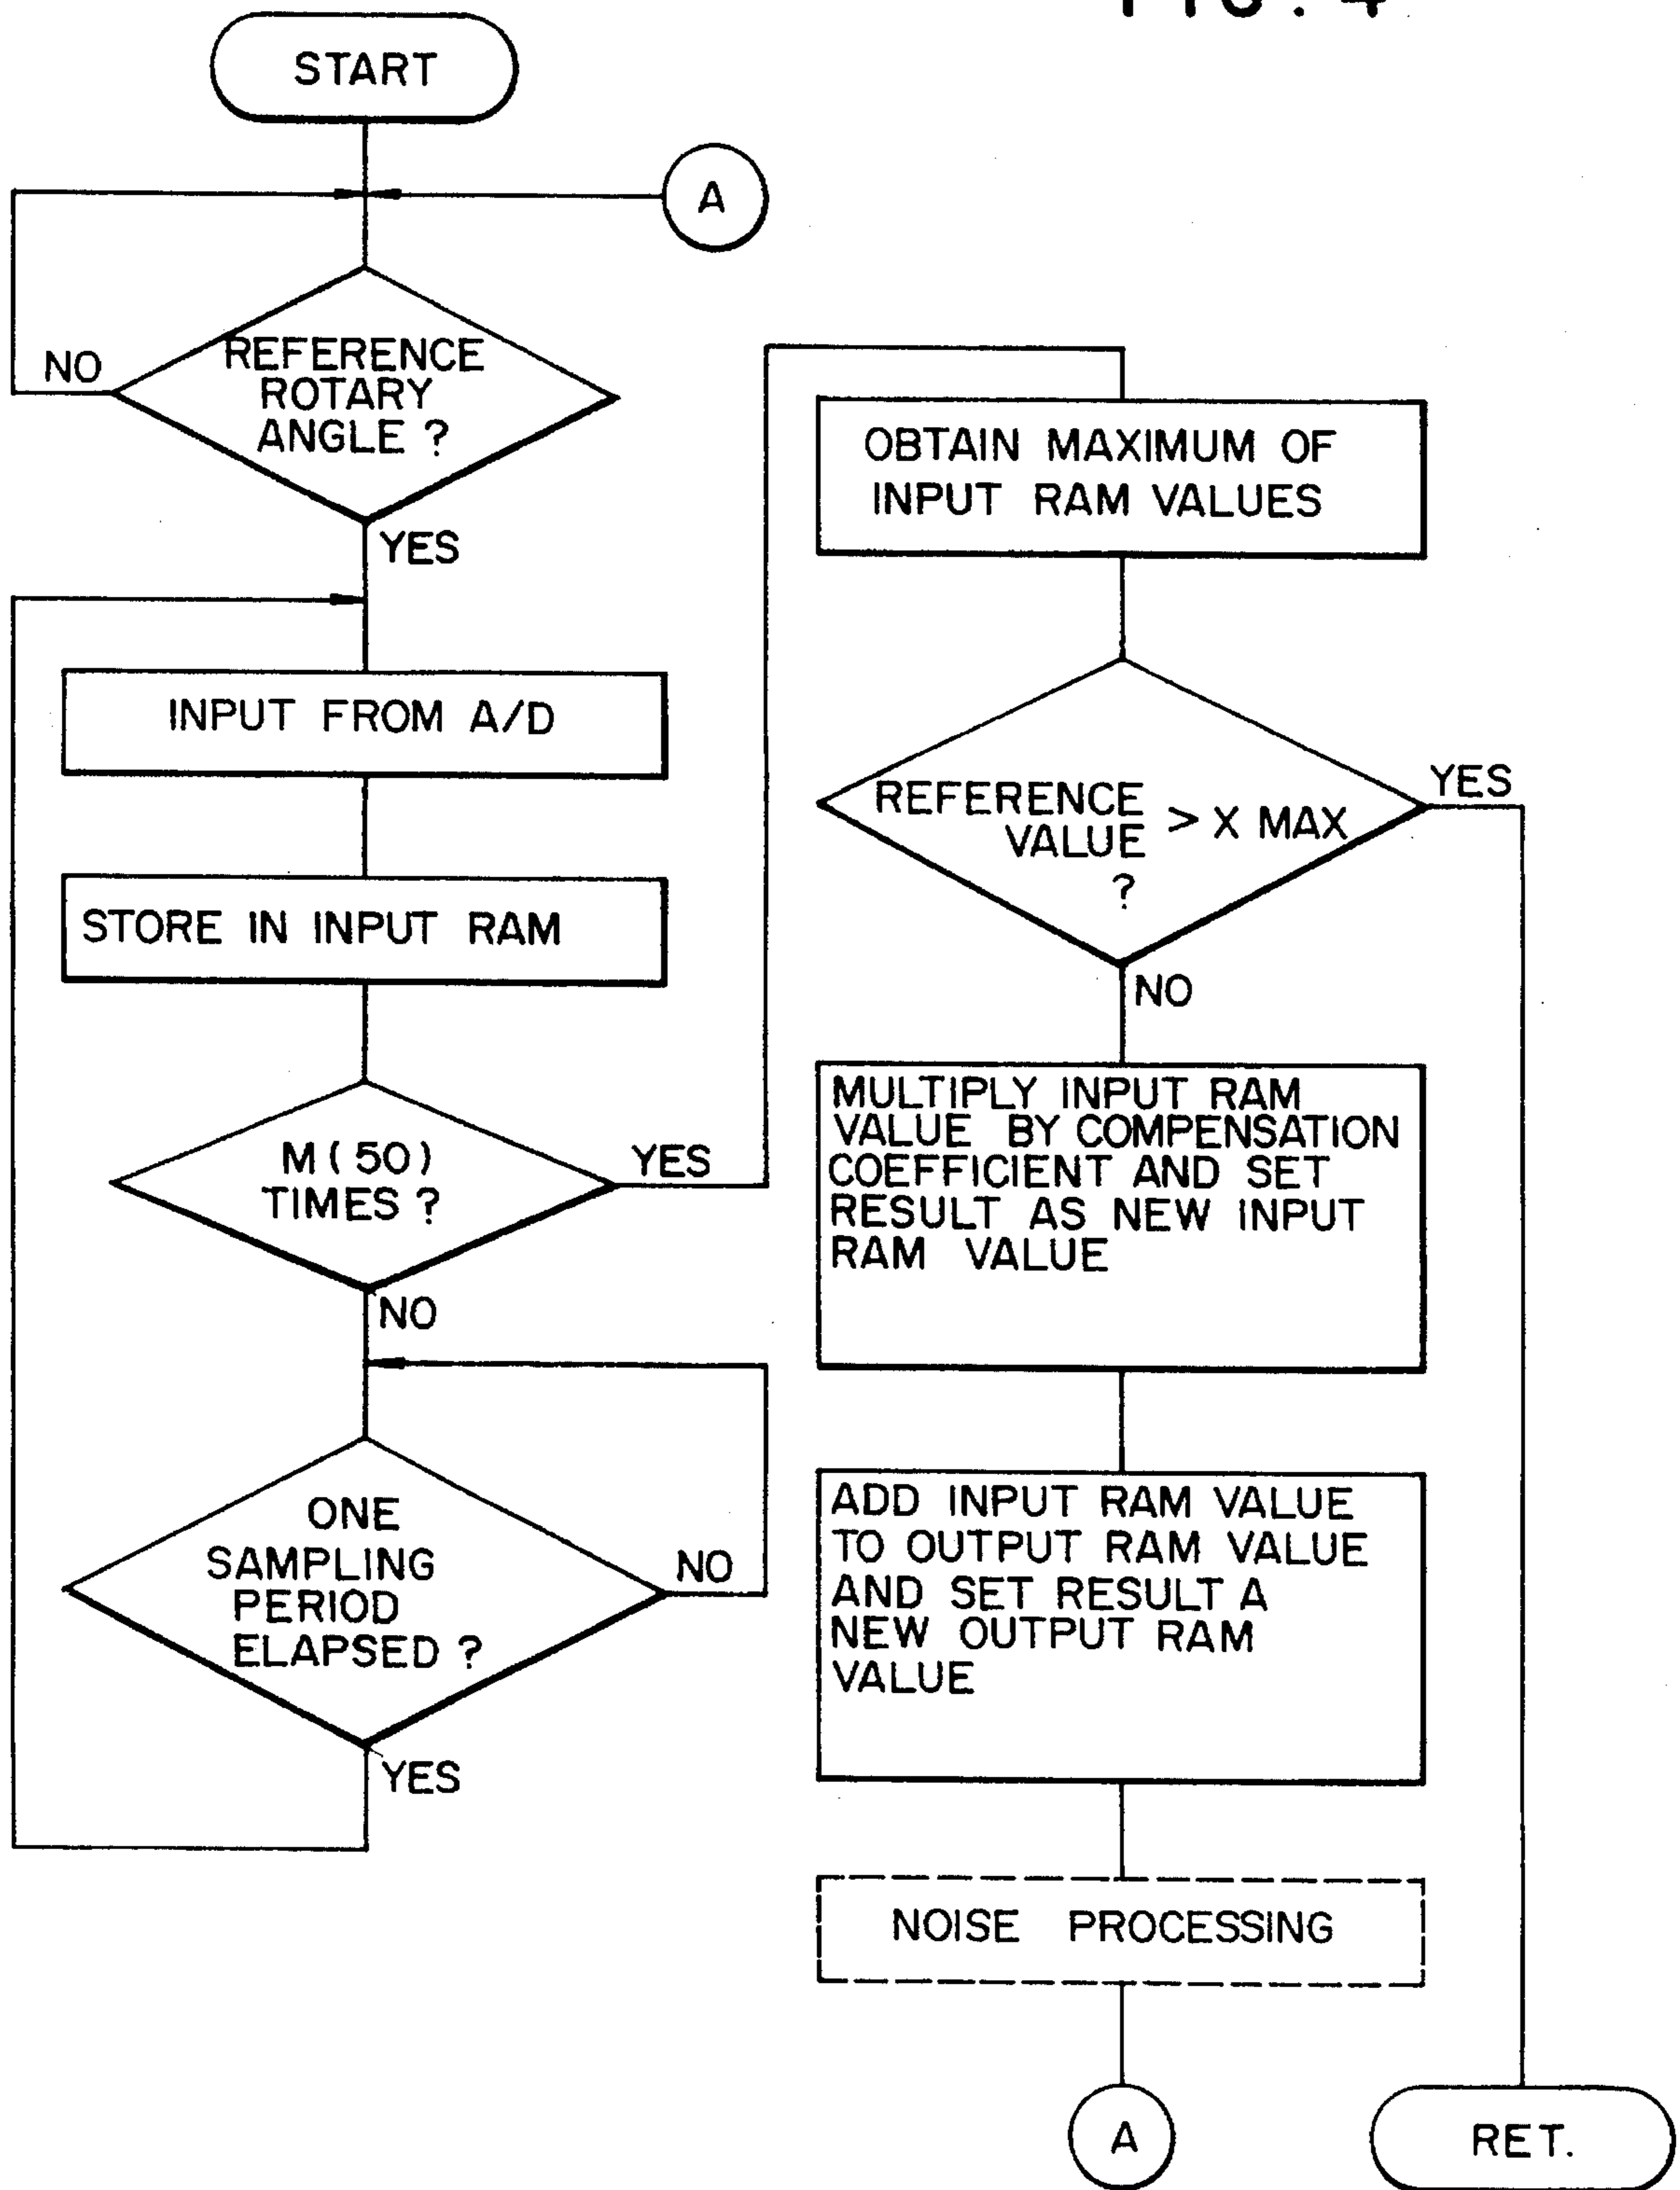 FIG. 4
START
A
REFERENCE
ROTARY
ANGLE ?
NO
YES
INPUT FROM A/D
STORE IN INPUT RAM
M ( 50 )
TIMES ?
YES
NO
ONE
SAMPLING
PERIOD
ELAPSED ?
NO
YES
OBTAIN MAXIMUM OF
INPUT RAM VALUES
REFERENCE
VALUE > X MAX
?
YES
NO
MULTIPLY INPUT RAM
VALUE BY COMPENSATION
COEFFICIENT AND SET
RESULT AS NEW INPUT
RAM VALUE
ADD INPUT RAM VALUE
TO OUTPUT RAM VALUE
AND SET RESULT A
NEW OUTPUT RAM
VALUE
NOISE PROCESSING
A
RET.